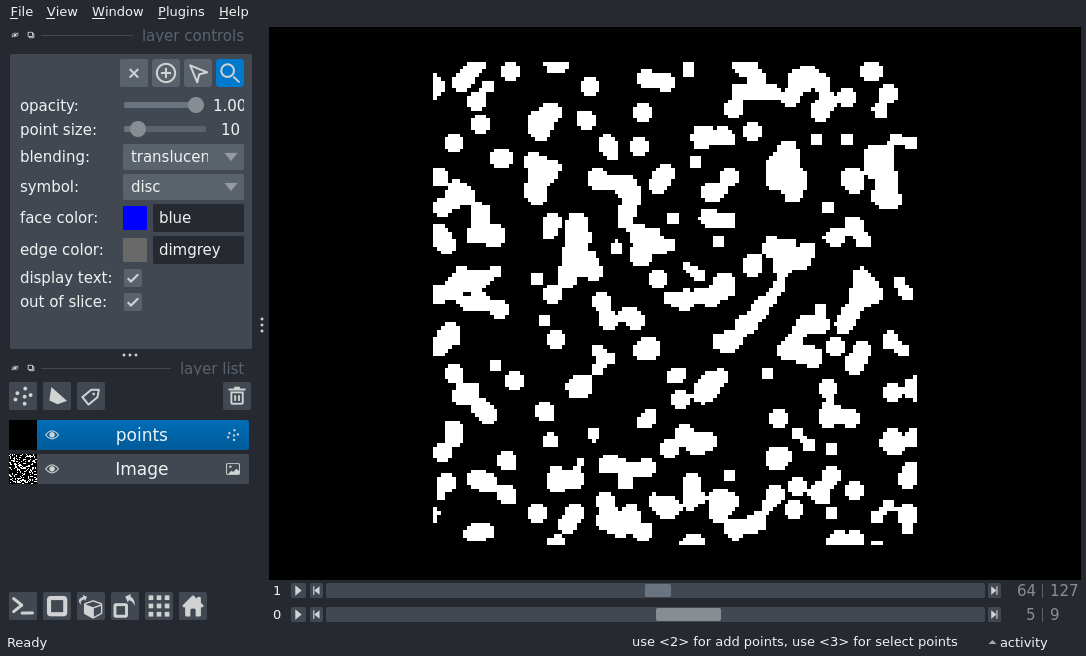 File View Window Plugins Help
layer controls
opacity: 1.00
point size: 10
blending: translucen
symbol: disc
face color: blue
edge color: dimgrey
display text:
out of slice:
layer list
points
Image
1 64 | 127
0 5 | 9
Ready use <2> for add points, use <3> for select points activity